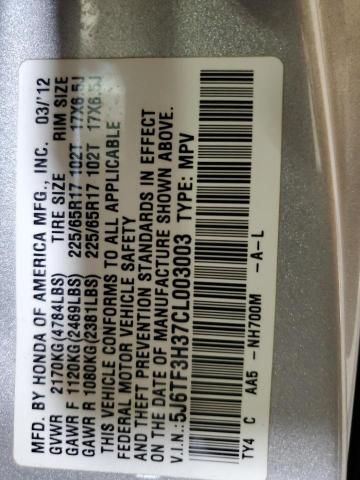 MFD. BY HONDA OF AMERICA MFG., INC. 03/'12
GVWR 2170KG(4784LBS) TIRE SIZE RIM SIZE
GAWR F 1120KG(2469LBS) 225/65R17 102T 17X6.5J
GAWR R 1080KG(2381LBS) 225/65R17 102T 17X6.5J
THIS VEHICLE CONFORMS TO ALL APPLICABLE
FEDERAL MOTOR VEHICLE SAFETY
AND THEFT PREVENTION STANDARDS IN EFFECT
ON THE DATE OF MANUFACTURE SHOWN ABOVE.
V.I.N.:5J6TF3H37CL003003 TYPE: MPV
TY4 C AA5 -NH700M -A-L